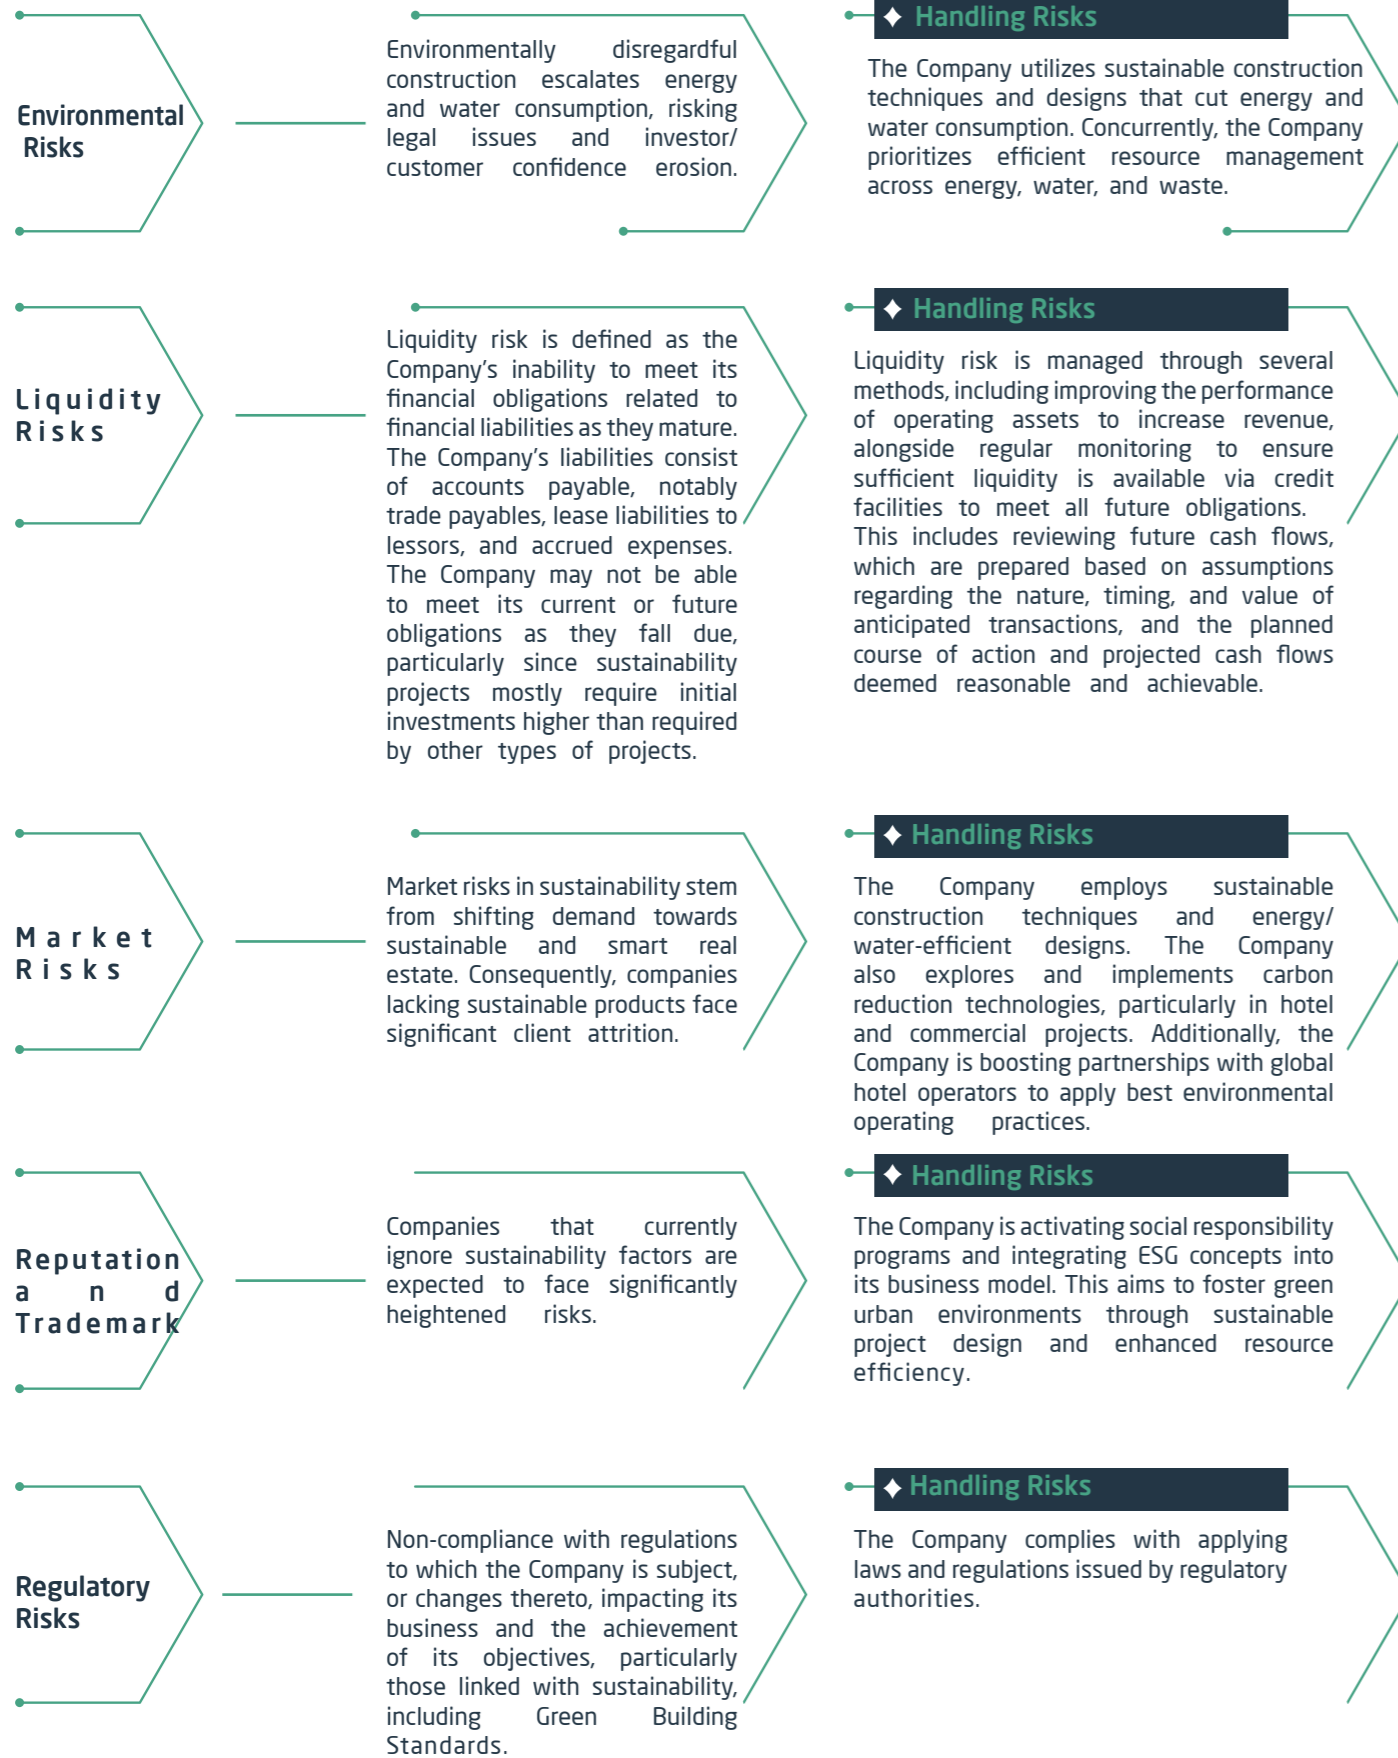 Environmental
Risks
Environmentally disregardful
construction escalates energy
and water consumption, risking
legal issues and investor/
customer confidence erosion.
Handling Risks
The Company utilizes sustainable construction
techniques and designs that cut energy and
water consumption. Concurrently, the Company
prioritizes efficient resource management
across energy, water, and waste.
Liquidity
Risks
Liquidity risk is defined as the
Company's inability to meet its
financial obligations related to
financial liabilities as they mature.
The Company's liabilities consist
of accounts payable, notably
trade payables, lease liabilities to
lessors, and accrued expenses.
The Company may not be able
to meet its current or future
obligations as they fall due,
particularly since sustainability
projects mostly require initial
investments higher than required
by other types of projects.
Handling Risks
Liquidity risk is managed through several
methods, including improving the performance
of operating assets to increase revenue,
alongside regular monitoring to ensure
sufficient liquidity is available via credit
facilities to meet all future obligations.
This includes reviewing future cash flows,
which are prepared based on assumptions
regarding the nature, timing, and value of
anticipated transactions, and the planned
course of action and projected cash flows
deemed reasonable and achievable.
Market
Risks
Market risks in sustainability stem
from shifting demand towards
sustainable and smart real
estate. Consequently, companies
lacking sustainable products face
significant client attrition.
Handling Risks
The Company employs sustainable
construction techniques and energy/
water-efficient designs. The Company
also explores and implements carbon
reduction technologies, particularly in hotel
and commercial projects. Additionally, the
Company is boosting partnerships with global
hotel operators to apply best environmental
operating practices.
Reputation
and
Trademark
Companies that currently
ignore sustainability factors are
expected to face significantly
heightened risks.
Handling Risks
The Company is activating social responsibility
programs and integrating ESG concepts into
its business model. This aims to foster green
urban environments through sustainable
project design and enhanced resource
efficiency.
Regulatory
Risks
Non-compliance with regulations
to which the Company is subject,
or changes thereto, impacting its
business and the achievement
of its objectives, particularly
those linked with sustainability,
including Green Building
Standards.
Handling Risks
The Company complies with applying
laws and regulations issued by regulatory
authorities.